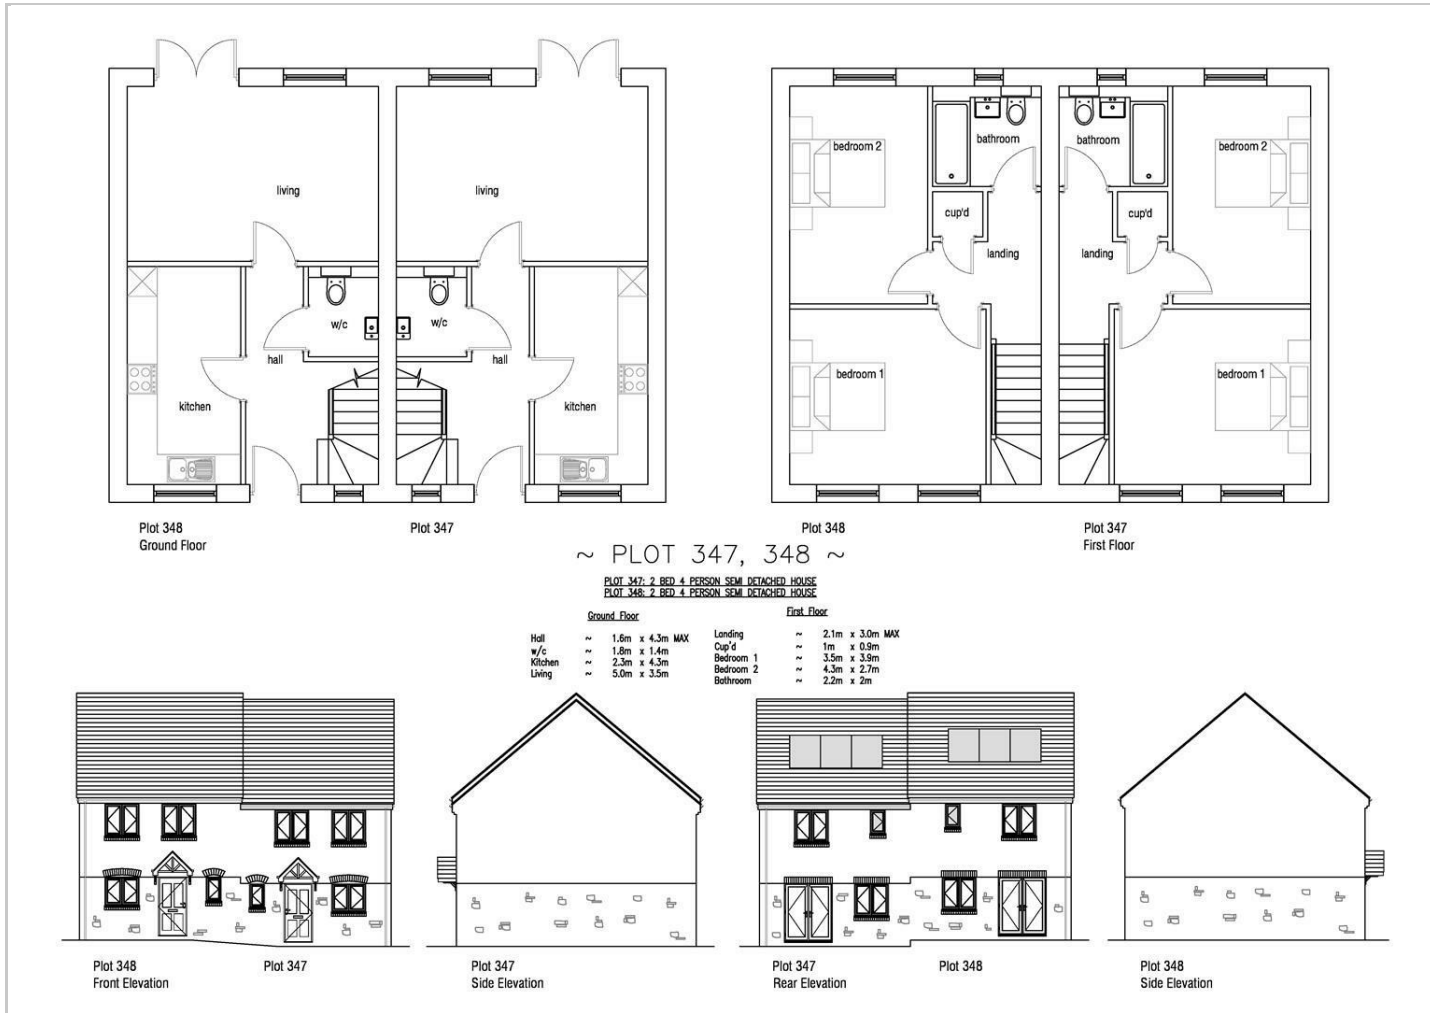 living
living
w/c
w/c
hall
hall
kitchen
kitchen
Plot 348
Ground Floor
Plot 347
bedroom 2
bathroom
bathroom
bedroom 2
cup'd
cup'd
landing
landing
bedroom 1
bedroom 1
Plot 348
Plot 347
First Floor
~ PLOT 347, 348 ~
PLOT 347: 2 BED 4 PERSON SEMI DETACHED HOUSE
PLOT 348: 2 BED 4 PERSON SEMI DETACHED HOUSE
Ground Floor
Hall ~ 1.6m x 4.3m MAX
w/c ~ 1.8m x 1.4m
Kitchen ~ 2.3m x 4.3m
Living ~ 5.0m x 3.5m
First Floor
Landing ~ 2.1m x 3.0m MAX
Cup'd ~ 1m x 0.9m
Bedroom 1 ~ 3.5m x 3.9m
Bedroom 2 ~ 4.3m x 2.7m
Bathroom ~ 2.2m x 2m
Plot 348
Front Elevation
Plot 347
Plot 347
Side Elevation
Plot 347
Rear Elevation
Plot 348
Plot 348
Side Elevation